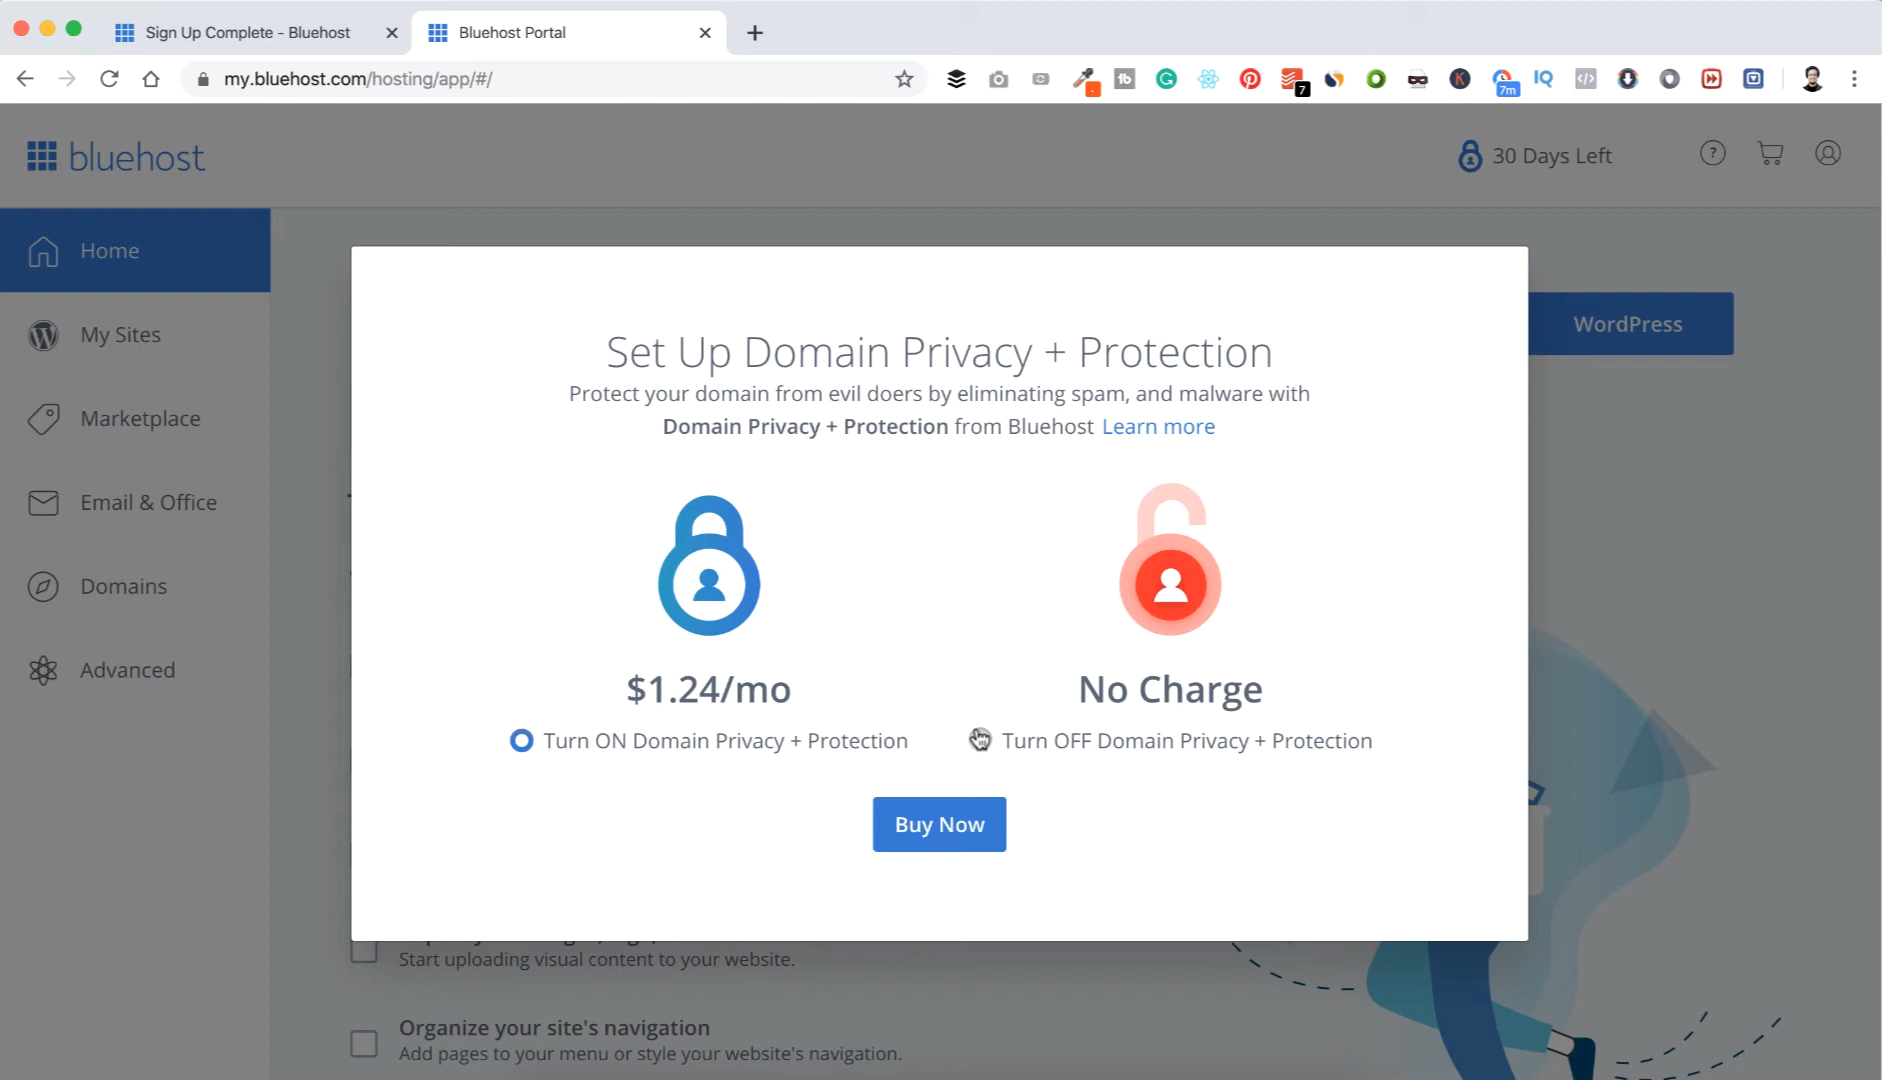 Sign Up Complete - Bluehost
Bluehost Portal
my.bluehost.com/hosting/app/#/
7
7m
IQ
bluehost
30 Days Left
Home
My Sites
Marketplace
Email & Office
Domains
Advanced
WordPress
Set Up Domain Privacy + Protection
Protect your domain from evil doers by eliminating spam, and malware with
Domain Privacy + Protection from Bluehost Learn more
$1.24/mo
Turn ON Domain Privacy + Protection
No Charge
Turn OFF Domain Privacy + Protection
Buy Now
Start uploading visual content to your website.
Organize your site's navigation
Add pages to your menu or style your website's navigation.